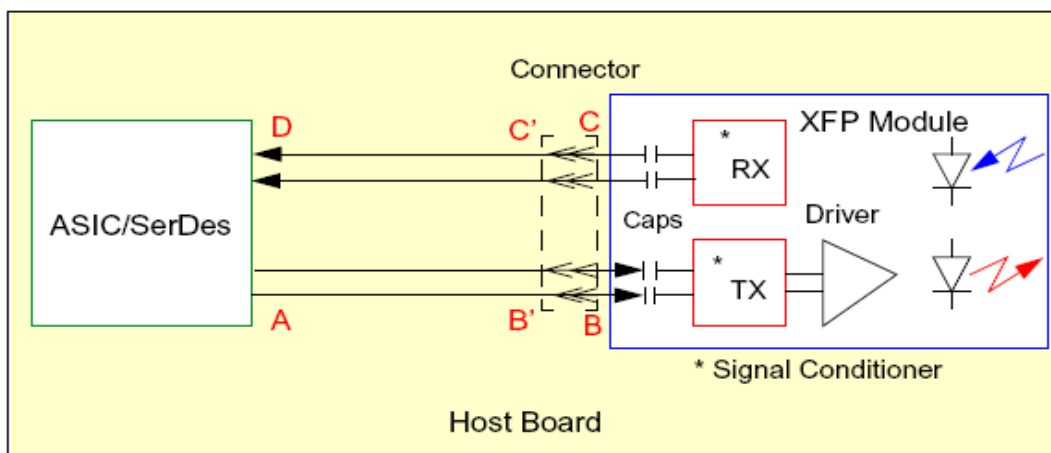 Connector
D
C'
C
XFP Module
*
RX
ASIC/SerDes
Caps
Driver
*
TX
A
B'
B
* Signal Conditioner
Host Board